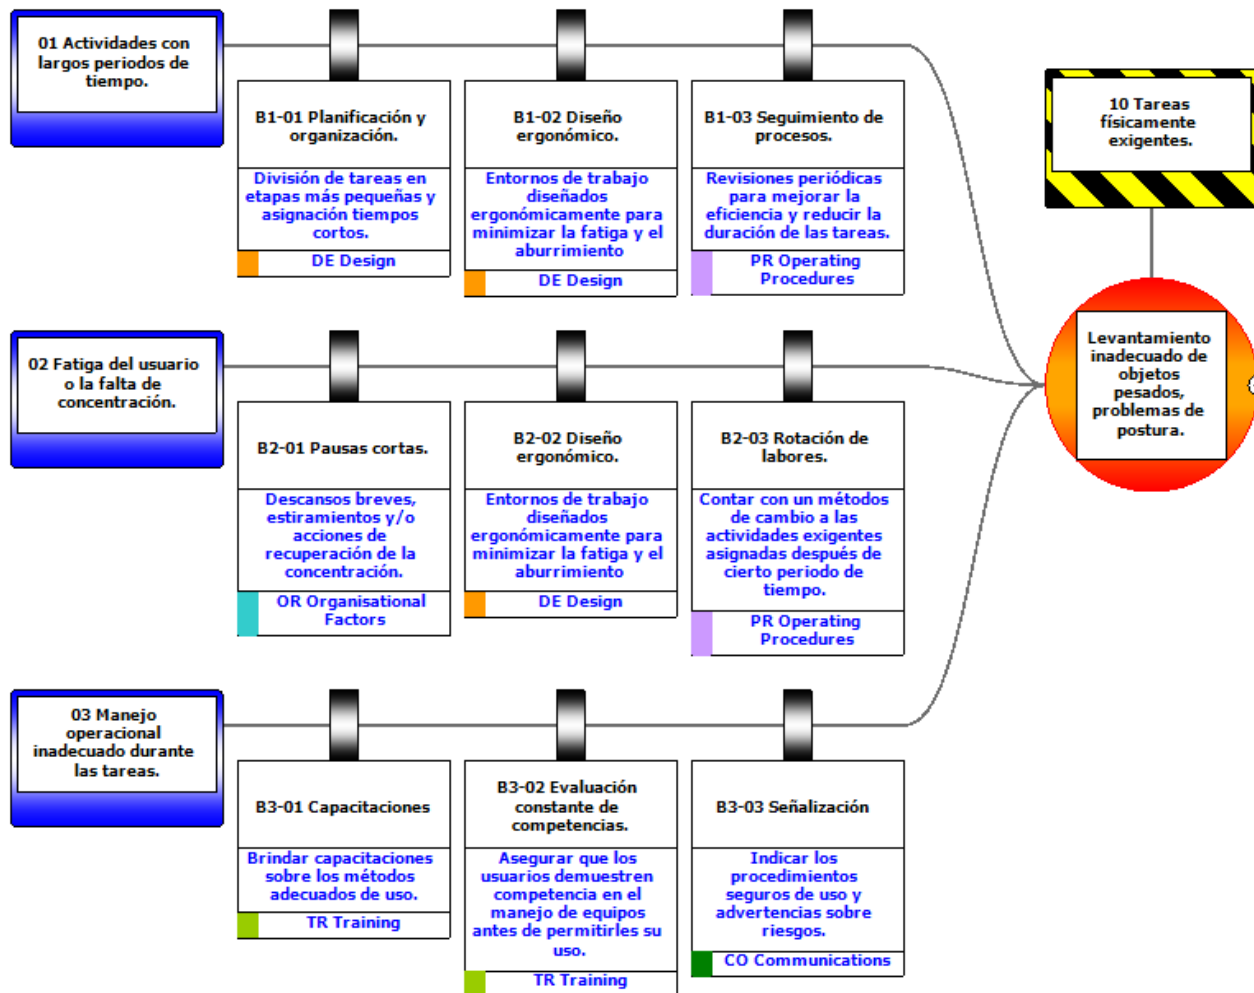 01 Actividades con
largos periodos de
tiempo.
B1-01 Planificación y
organización.
División de tareas en
etapas más pequeñas y
asignación tiempos
cortos.
DE Design
B1-02 Diseño
ergonómico.
Entornos de trabajo
diseñados
ergonómicamente para
minimizar la fatiga y el
aburrimiento
DE Design
B1-03 Seguimiento de
procesos.
Revisiones periódicas
para mejorar la
eficiencia y reducir la
duración de las tareas.
PR Operating
Procedures
10 Tareas
físicamente
exigentes.
Levantamiento
inadecuado de
objetos
pesados,
problemas de
postura.
02 Fatiga del usuario
o la falta de
concentración.
B2-01 Pausas cortas.
Descansos breves,
estiramientos y/o
acciones de
recuperación de la
concentración.
OR Organisational
Factors
B2-02 Diseño
ergonómico.
Entornos de trabajo
diseñados
ergonómicamente para
minimizar la fatiga y el
aburrimiento
DE Design
B2-03 Rotación de
labores.
Contar con un métodos
de cambio a las
actividades exigentes
asignadas después de
cierto periodo de
tiempo.
PR Operating
Procedures
03 Manejo
operacional
inadecuado durante
las tareas.
B3-01 Capacitaciones
Brindar capacitaciones
sobre los métodos
adecuados de uso.
TR Training
B3-02 Evaluación
constante de
competencias.
Asegurar que los
usuarios demuestren
competencia en el
manejo de equipos
antes de permitirles su
uso.
TR Training
B3-03 Señalización
Indicar los
procedimientos
seguros de uso y
advertencias sobre
riesgos.
CO Communications